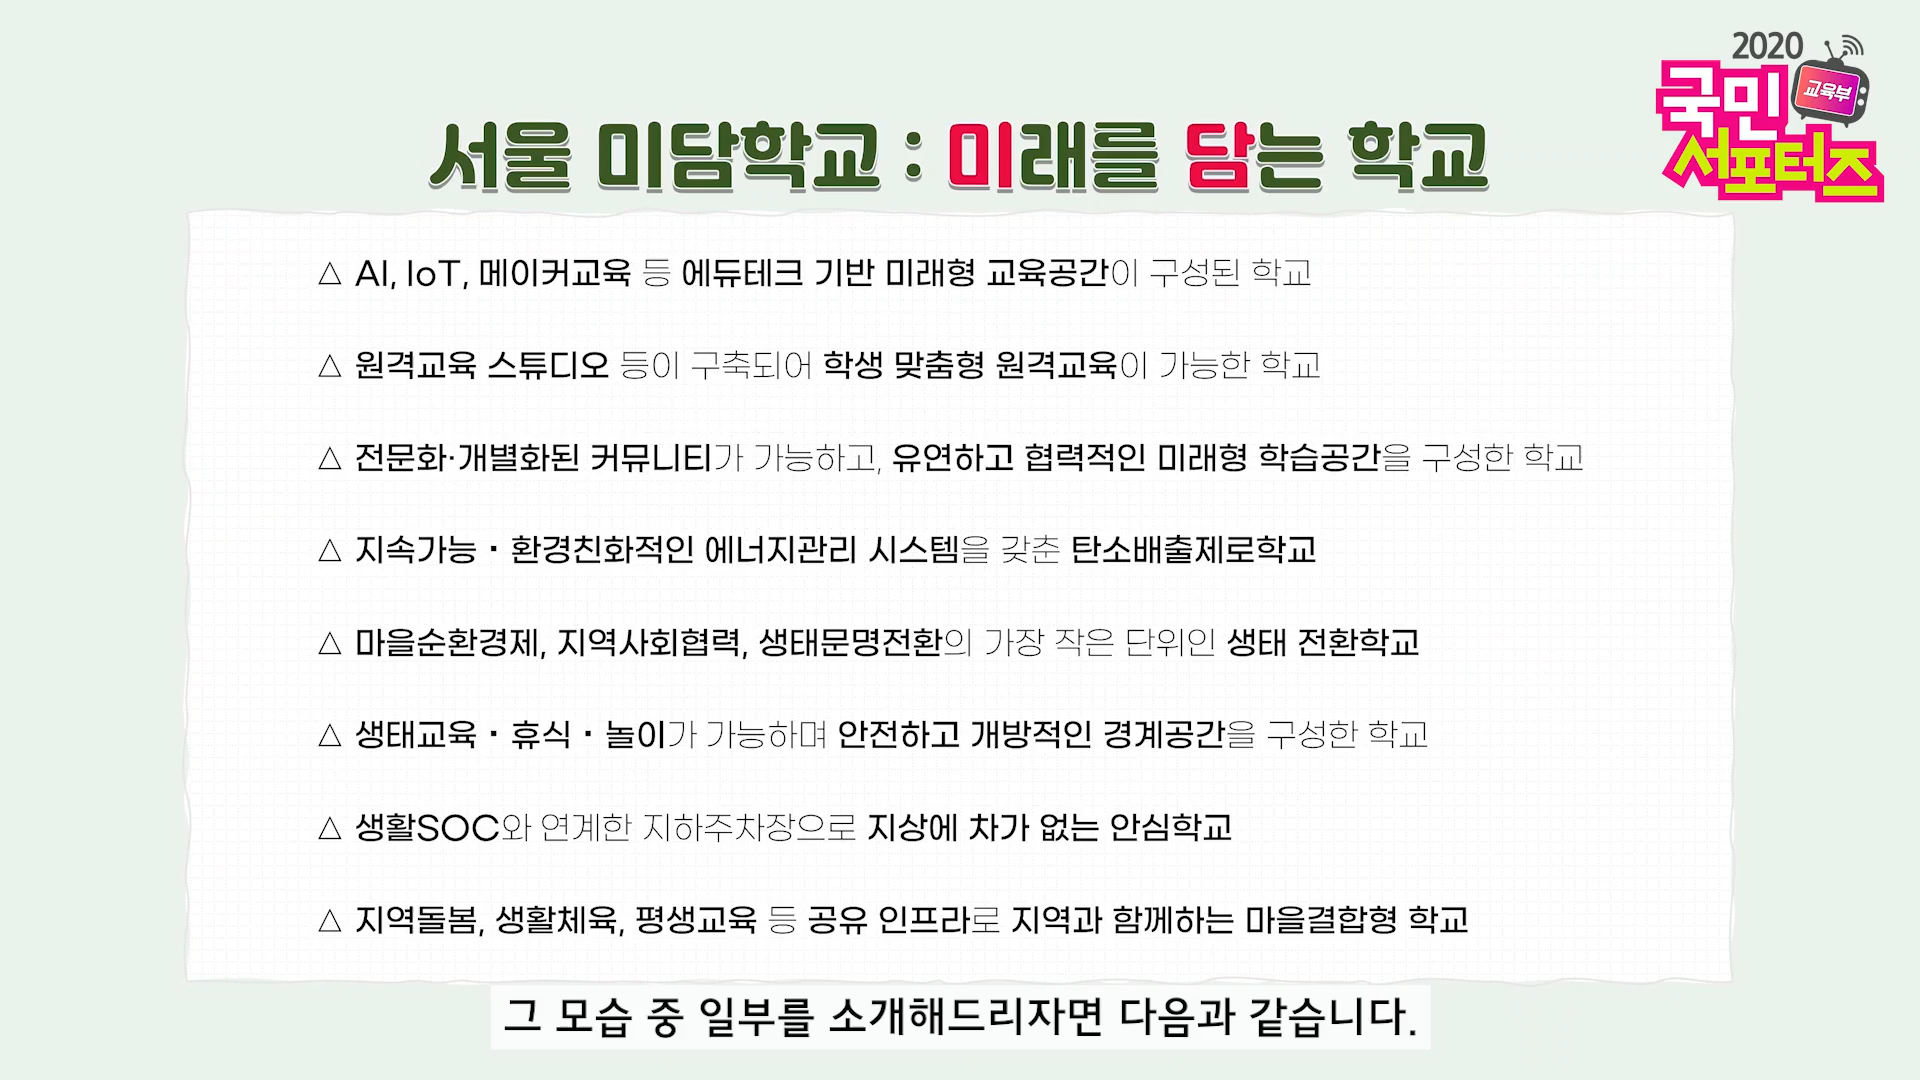 2020
교육부
국민
서포터즈
서울 미담학교 : 미래를 담는 학교
△ AI, IoT, 메이커교육 등 에듀테크 기반 미래형 교육공간이 구성된 학교
△ 원격교육 스튜디오 등이 구축되어 학생 맞춤형 원격교육이 가능한 학교
△ 전문화·개별화된 커뮤니티가 가능하고, 유연하고 협력적인 미래형 학습공간을 구성한 학교
△ 지속가능・환경친화적인 에너지관리 시스템을 갖춘 탄소배출제로학교
△ 마을순환경제, 지역사회협력, 생태문명전환의 가장 작은 단위인 생태 전환학교
△ 생태교육・휴식・놀이가 가능하며 안전하고 개방적인 경계공간을 구성한 학교
△ 생활SOC와 연계한 지하주차장으로 지상에 차가 없는 안심학교
△ 지역돌봄, 생활체육, 평생교육 등 공유 인프라로 지역과 함께하는 마을결합형 학교
그 모습 중 일부를 소개해드리자면 다음과 같습니다.